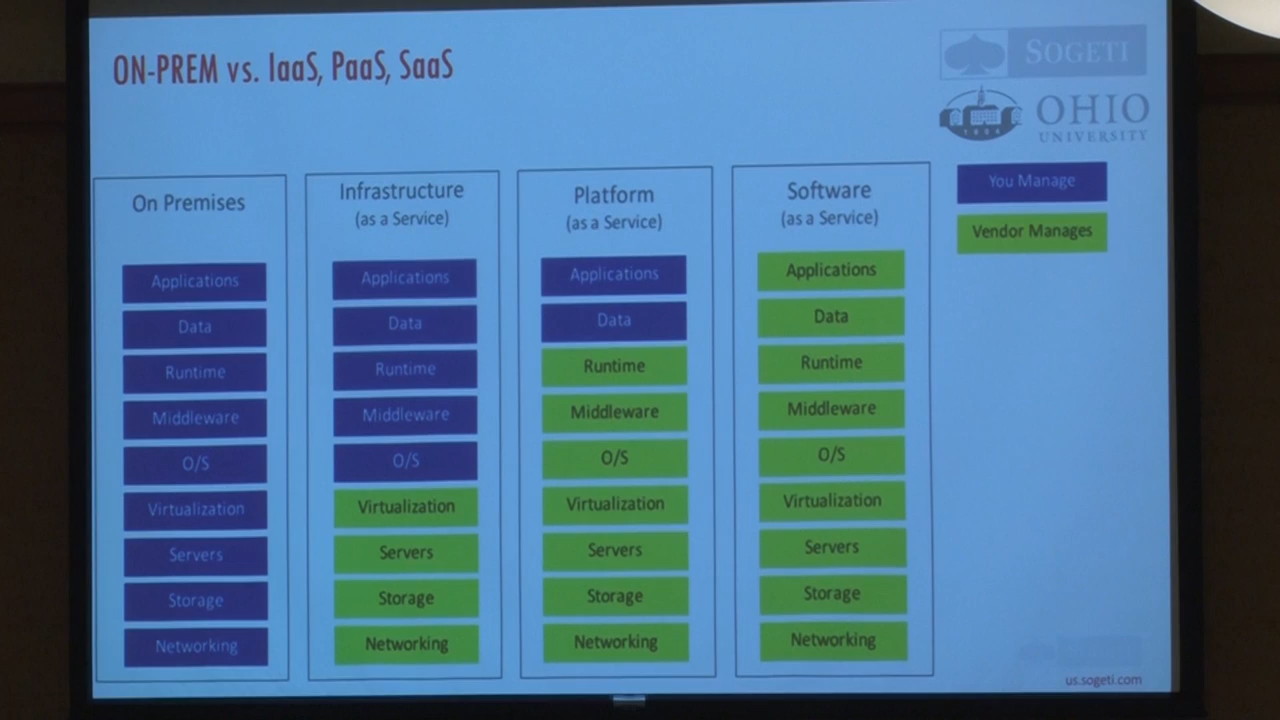 ON-PREM vs. IaaS, PaaS, SaaS
SOGETI
OHIO
UNIVERSITY
1804
On Premises
Applications
Data
Runtime
Middleware
O/S
Virtualization
Servers
Storage
Networking
Infrastructure
(as a Service)
Applications
Data
Runtime
Middleware
O/S
Virtualization
Servers
Storage
Networking
Platform
(as a Service)
Applications
Data
Runtime
Middleware
O/S
Virtualization
Servers
Storage
Networking
Software
(as a Service)
Applications
Data
Runtime
Middleware
O/S
Virtualization
Servers
Storage
Networking
You Manage
Vendor Manages
us.sogeti.com